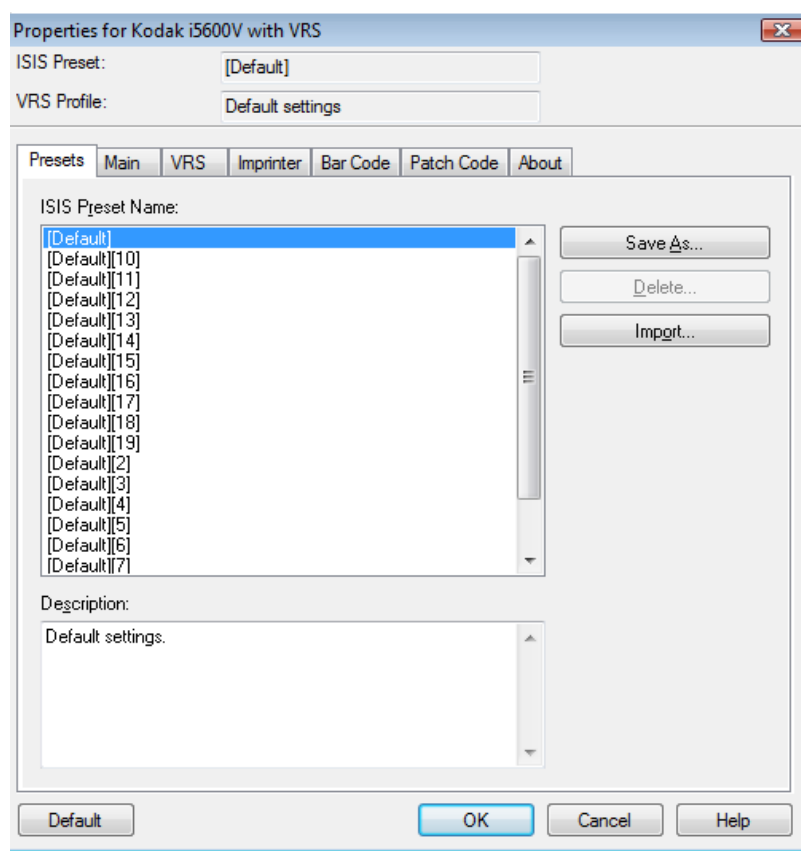 Properties for Kodak i5600V with VRS
ISIS Preset: [Default]
VRS Profile: Default settings
Presets Main VRS Imprinter Bar Code Patch Code About
ISIS Preset Name:
[Default]
[Default][10]
[Default][11]
[Default][12]
[Default][13]
[Default][14]
[Default][15]
[Default][16]
[Default][17]
[Default][18]
[Default][19]
[Default][2]
[Default][3]
[Default][4]
[Default][5]
[Default][6]
[Default][7]
Save As...
Delete...
Import...
Description:
Default settings.
Default OK Cancel Help